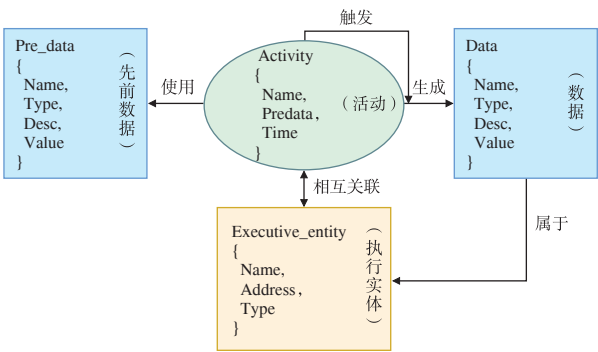 触发
Pre_data
{
Name,
Type,
Desc,
Value
}
（先前数据）
使用
Activity
{
Name,
Predata,
Time
}
（活动）
生成
Data
{
Name,
Type,
Desc,
Value
}
（数据）
相互关联
属于
Executive_entity
{
Name,
Address,
Type
}
（执行实体）